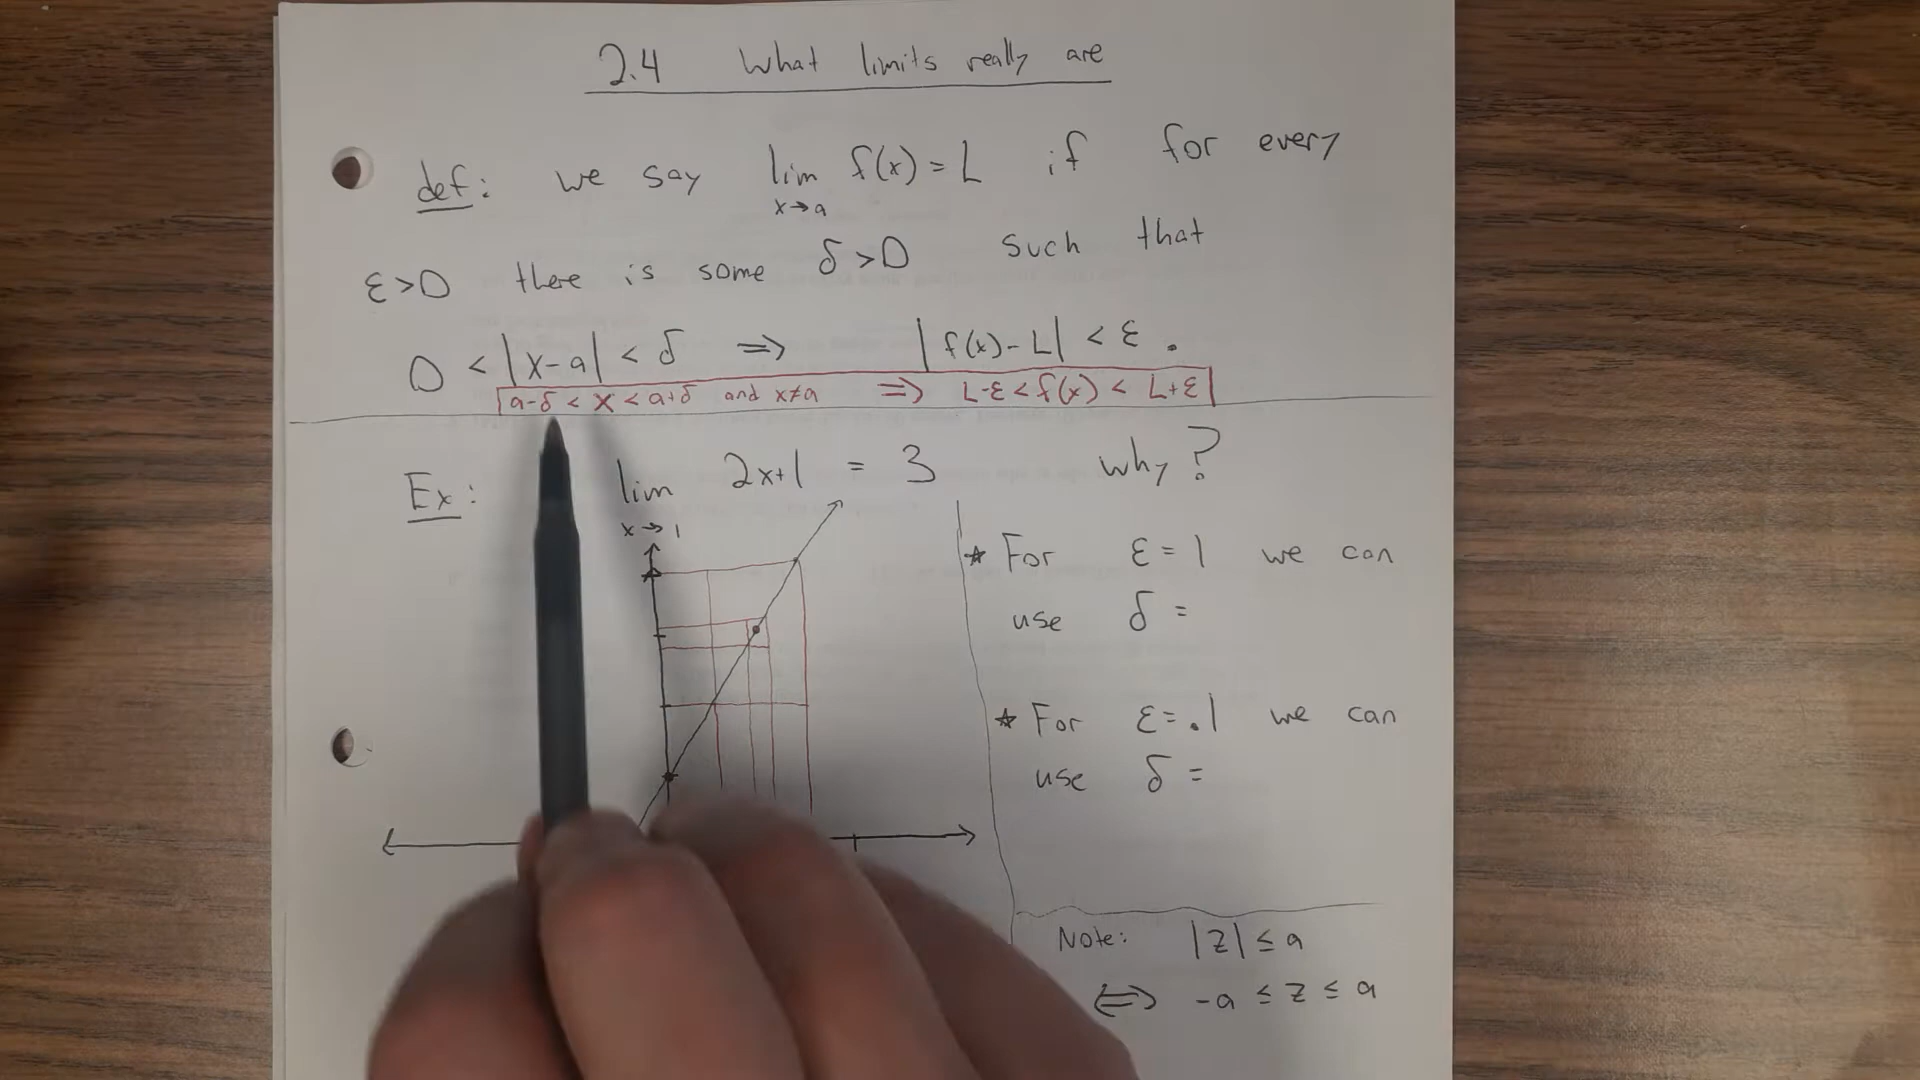 2.4 What limits really are
def: we say lim f(x) = L if for every
x→a
ε>0 there is some δ>0 such that
0 < |x-a| < δ ⇒ |f(x)-L| < ε.
a-δ < x < a+δ and x≠a ⇒ L-ε < f(x) < L+ε
Ex: lim 2x+1 = 3 why?
x→1
* For ε = 1 we can
use δ =
* For ε = .1 we can
use δ =
Note: |z| ≤ a
⇔ -a ≤ z ≤ a